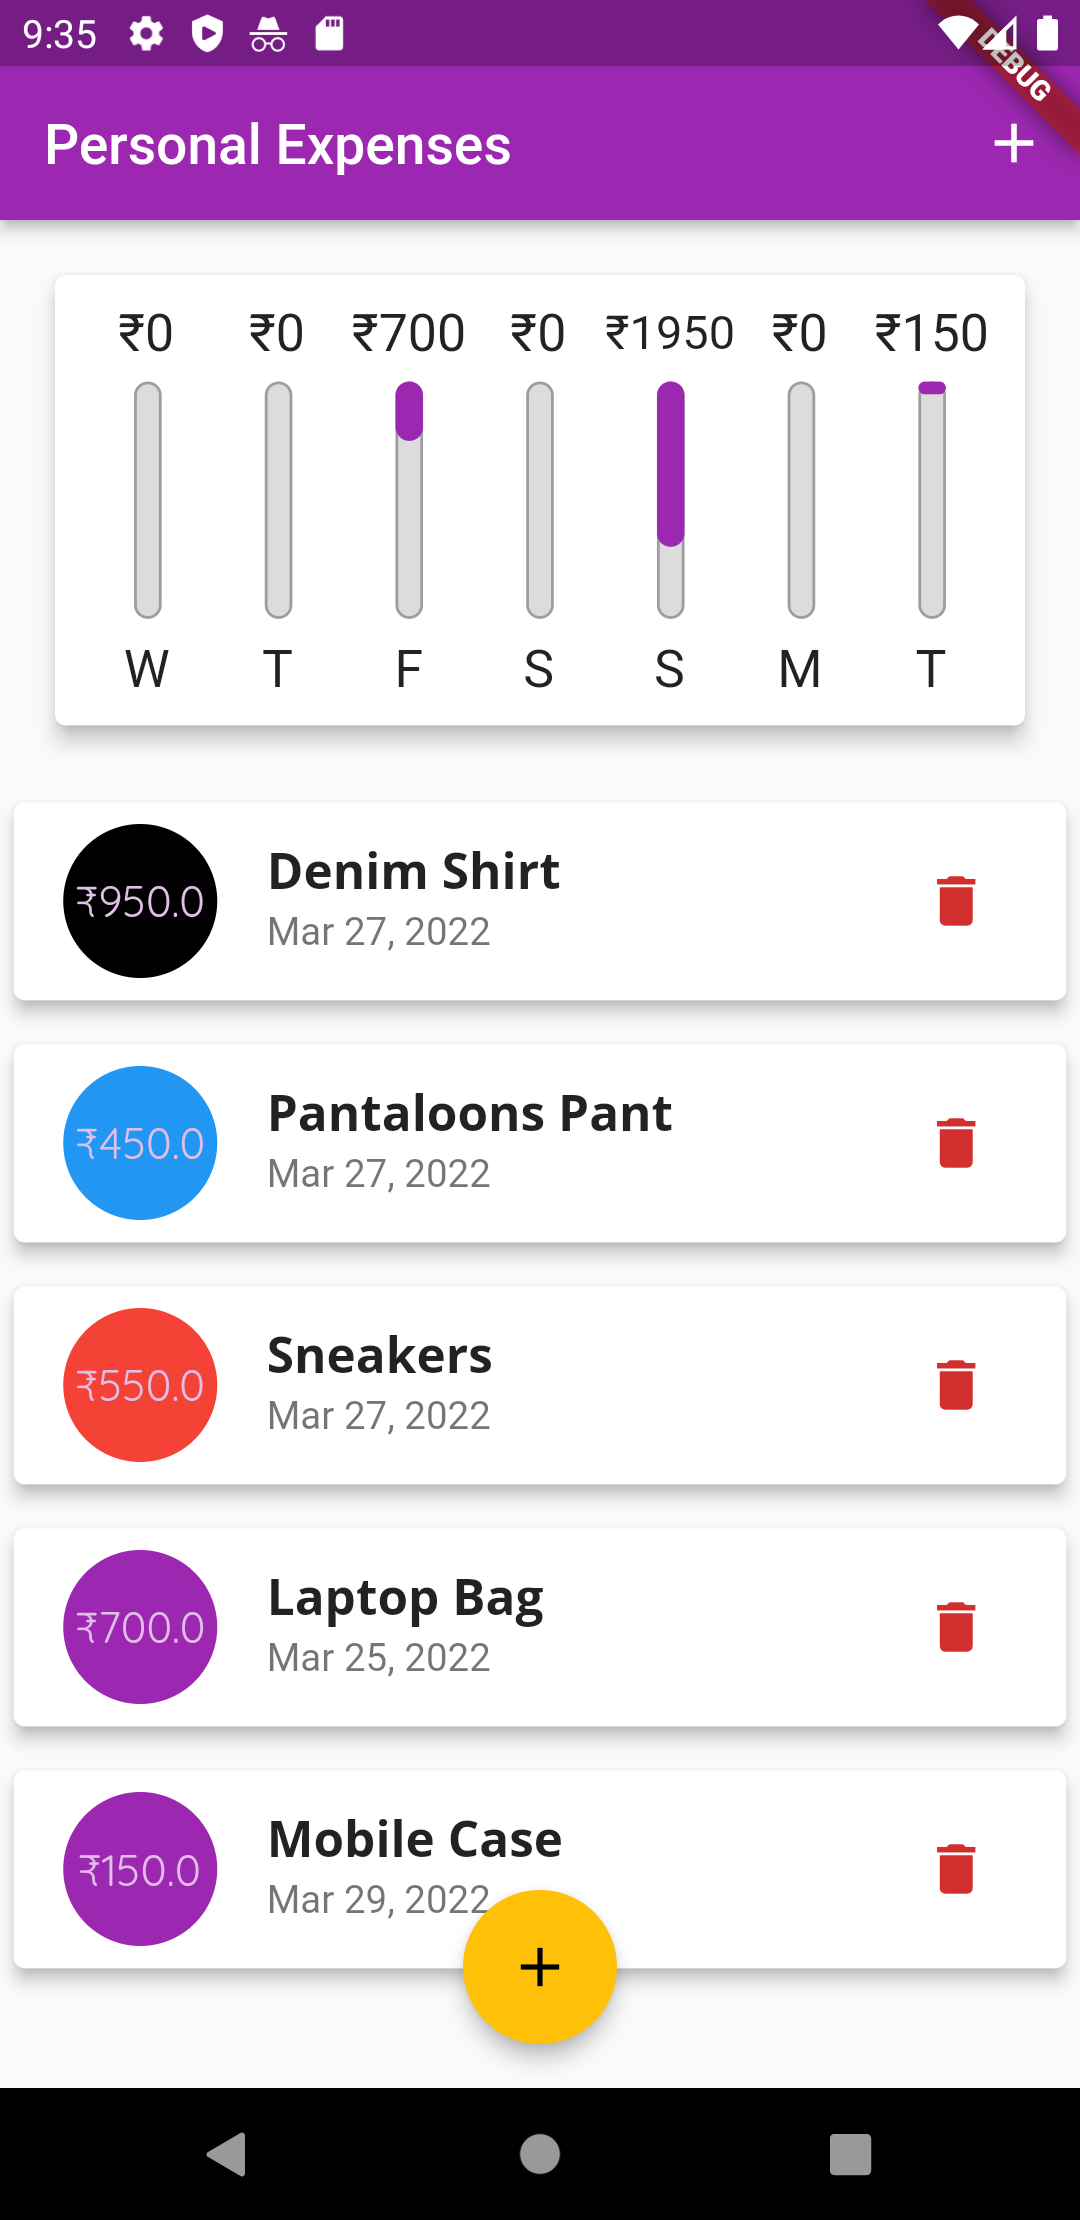 9:35
DEBUG
Personal Expenses
₹0 ₹0 ₹700 ₹0 ₹1950 ₹0 ₹150
W T F S S M T
₹950.0
Denim Shirt
Mar 27, 2022
₹450.0
Pantaloons Pant
Mar 27, 2022
₹550.0
Sneakers
Mar 27, 2022
₹700.0
Laptop Bag
Mar 25, 2022
₹150.0
Mobile Case
Mar 29, 2022